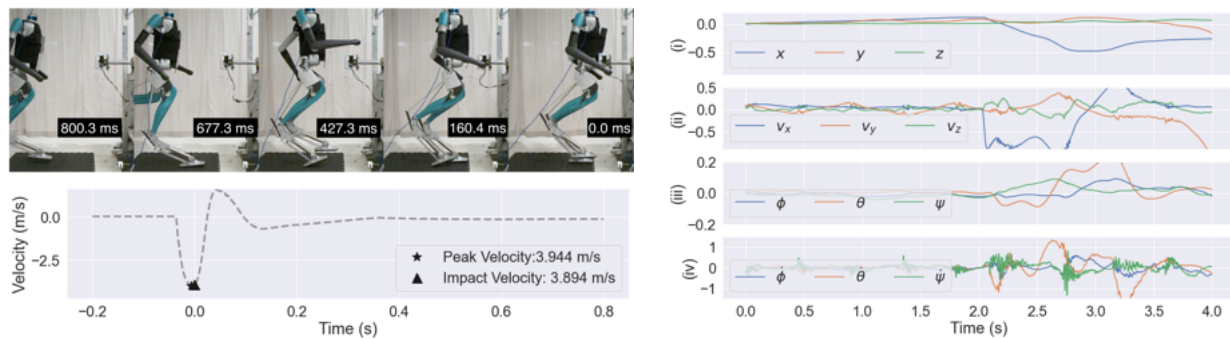 800.3 ms 677.3 ms 427.3 ms 160.4 ms 0.0 ms
Velocity (m/s)
0.0
−2.5
★ Peak Velocity:3.944 m/s
▲ Impact Velocity: 3.894 m/s
−0.2 0.0 0.2 0.4 0.6 0.8
Time (s)
(i)
0.0
−0.5
x y z
(ii)
0.5
0.0
−0.5
v_x v_y v_z
(iii)
0.2
0.0
−0.2
ϕ θ ψ
(iv)
1
0
−1
ϕ̇ θ̇ ψ̇
0.0 0.5 1.0 1.5 2.0 2.5 3.0 3.5 4.0
Time (s)